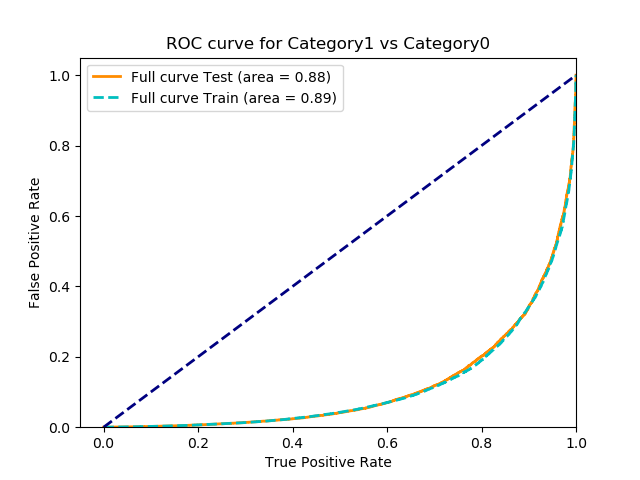 ROC curve for Category1 vs Category0
Full curve Test (area = 0.88)
Full curve Train (area = 0.89)
1.0
0.8
0.6
0.4
0.2
0.0
False Positive Rate
0.0 0.2 0.4 0.6 0.8 1.0
True Positive Rate